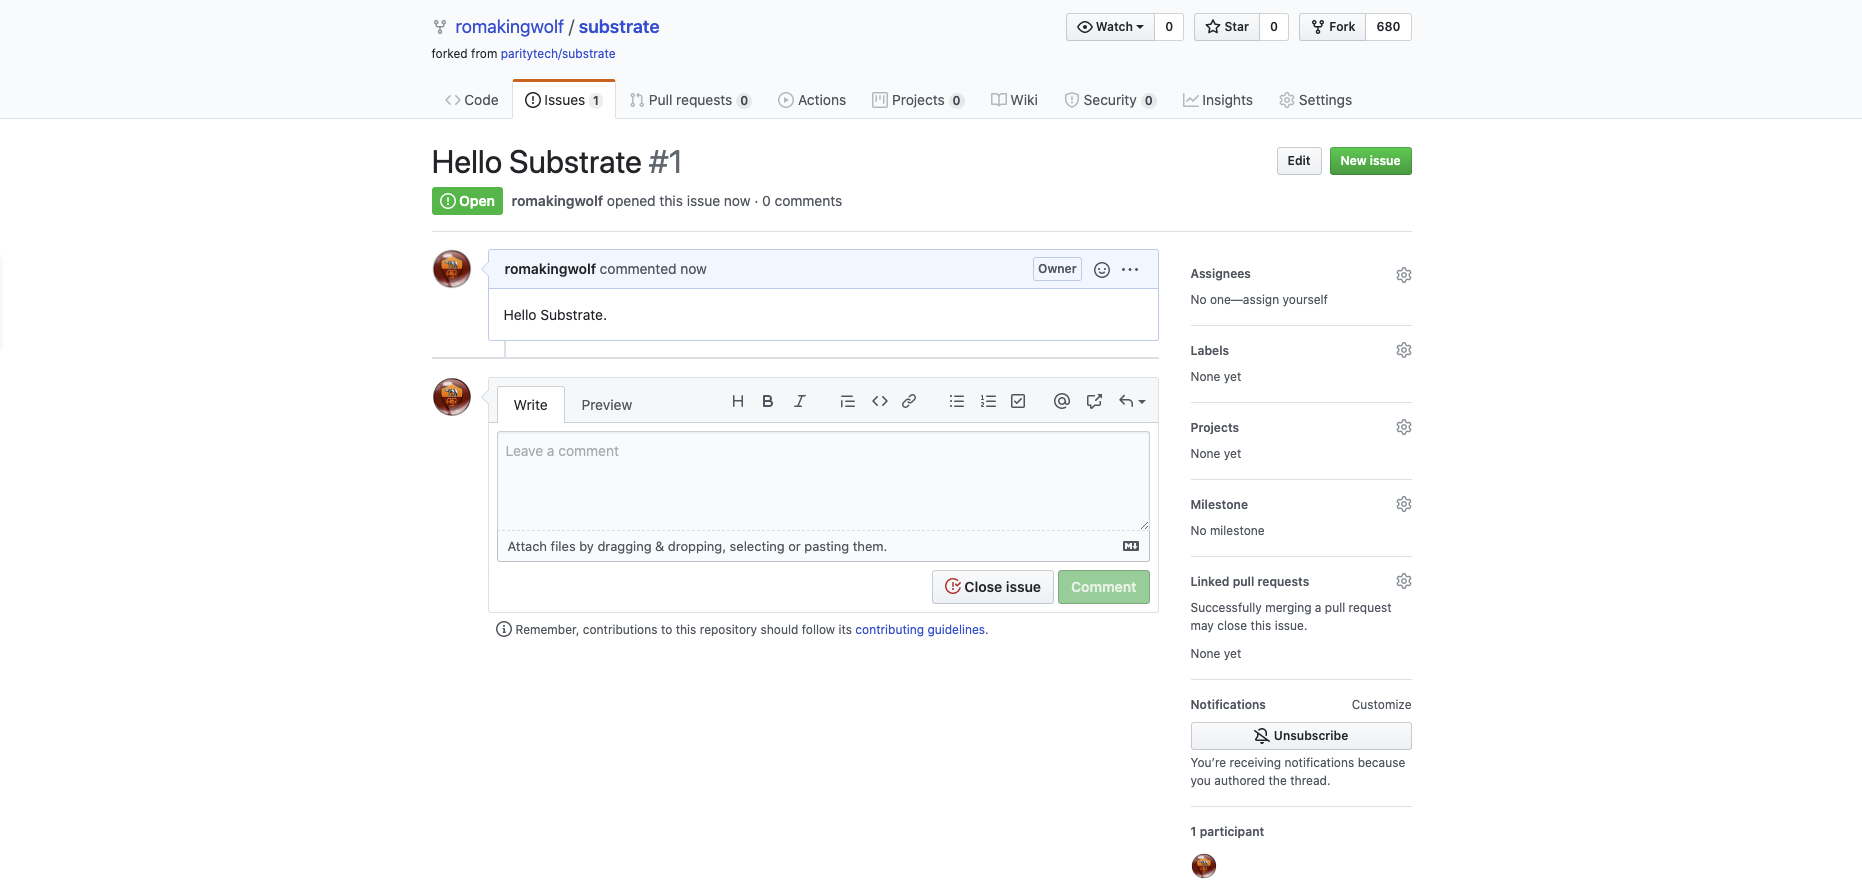 romakingwolf / substrate
Watch 0 Star 0 Fork 680
forked from paritytech/substrate
Code Issues 1 Pull requests 0 Actions Projects 0 Wiki Security 0 Insights Settings
Hello Substrate #1
Edit New issue
Open romakingwolf opened this issue now · 0 comments
romakingwolf commented now
Owner
Hello Substrate.
Write Preview
Leave a comment
Attach files by dragging & dropping, selecting or pasting them.
Close issue Comment
Remember, contributions to this repository should follow its contributing guidelines.
Assignees
No one—assign yourself
Labels
None yet
Projects
None yet
Milestone
No milestone
Linked pull requests
Successfully merging a pull request
may close this issue.
None yet
Notifications Customize
Unsubscribe
You’re receiving notifications because
you authored the thread.
1 participant